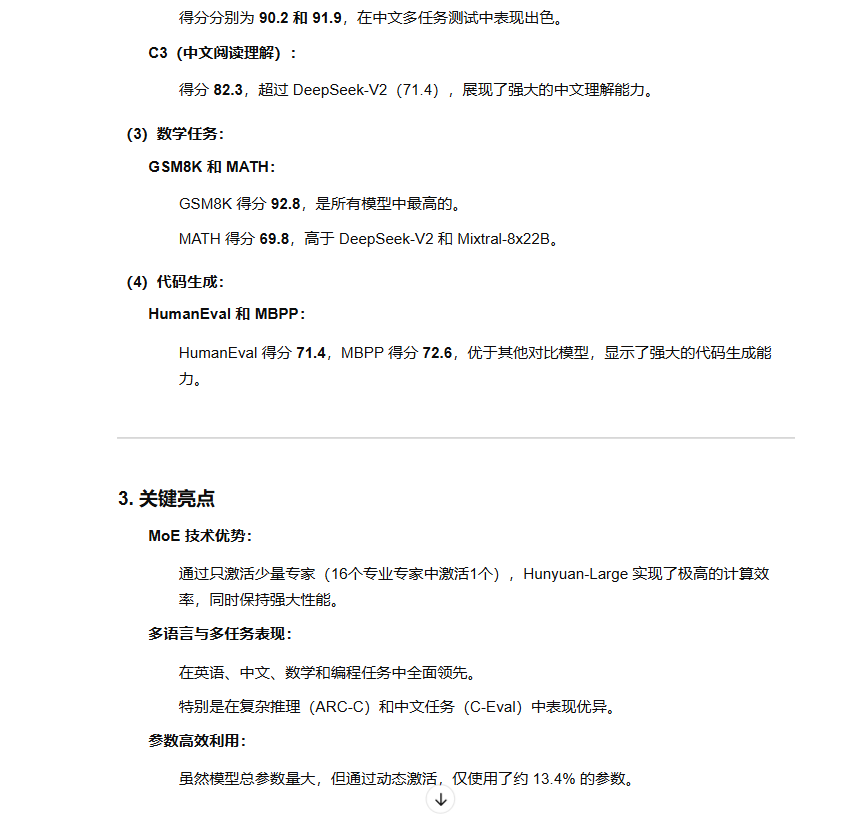 得分分别为 90.2 和 91.9，在中文多任务测试中表现出色。
C3（中文阅读理解）：
得分 82.3，超过 DeepSeek-V2（71.4），展现了强大的中文理解能力。
(3) 数学任务：
GSM8K 和 MATH：
GSM8K 得分 92.8，是所有模型中最高的。
MATH 得分 69.8，高于 DeepSeek-V2 和 Mixtral-8x22B。
(4) 代码生成：
HumanEval 和 MBPP：
HumanEval 得分 71.4，MBPP 得分 72.6，优于其他对比模型，显示了强大的代码生成能
力。
3. 关键亮点
MoE 技术优势：
通过只激活少量专家（16个专业专家中激活1个），Hunyuan-Large 实现了极高的计算效
率，同时保持强大性能。
多语言与多任务表现：
在英语、中文、数学和编程任务中全面领先。
特别是在复杂推理（ARC-C）和中文任务（C-Eval）中表现优异。
参数高效利用：
虽然模型总参数量大，但通过动态激活，仅使用了约 13.4% 的参数。